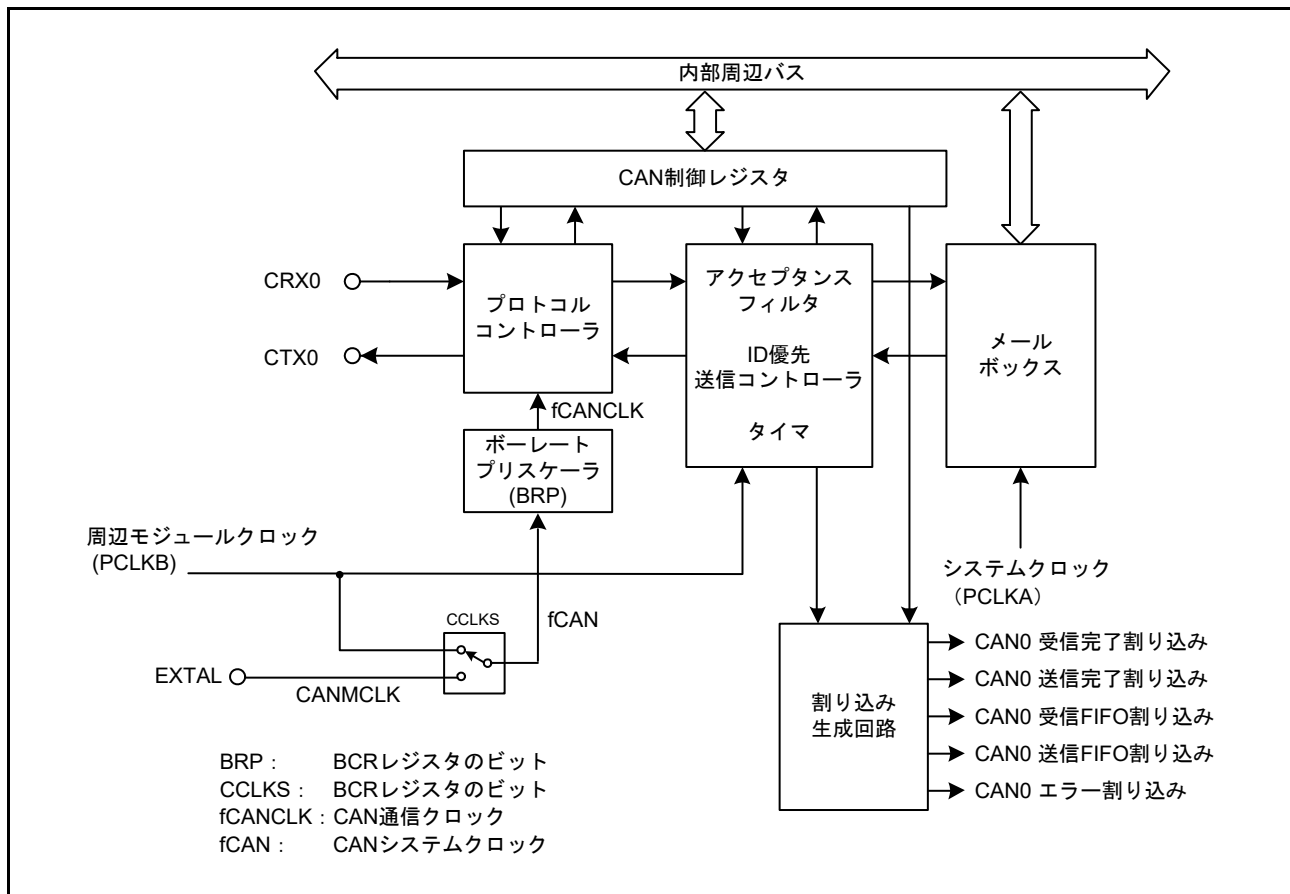 内部周辺バス
CAN制御レジスタ
CRX0
CTX0
プロトコル
コントローラ
アクセプタンス
フィルタ
ID優先
送信コントローラ
タイマ
メール
ボックス
fCANCLK
ボーレート
プリスケーラ
(BRP)
周辺モジュールクロック
(PCLKB)
システムクロック
（PCLKA）
CCLKS
fCAN
EXTAL
CANMCLK
割り込み
生成回路
CAN0 受信完了割り込み
CAN0 送信完了割り込み
CAN0 受信FIFO割り込み
CAN0 送信FIFO割り込み
CAN0 エラー割り込み
BRP： BCRレジスタのビット
CCLKS： BCRレジスタのビット
fCANCLK：CAN通信クロック
fCAN： CANシステムクロック